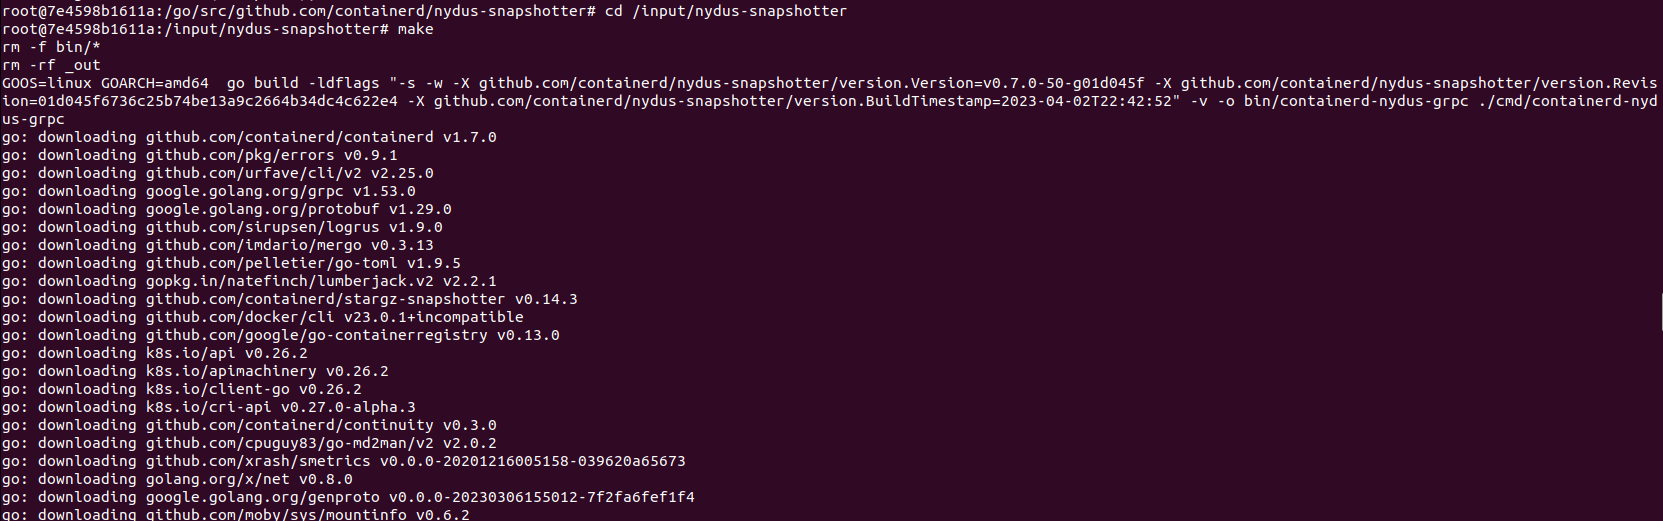 root@7e4598b1611a:/go/src/github.com/containerd/nydus-snapshotter# cd /input/nydus-snapshotter
root@7e4598b1611a:/input/nydus-snapshotter# make
rm -f bin/*
rm -rf _out
GOOS=linux GOARCH=amd64  go build -ldflags "-s -w -X github.com/containerd/nydus-snapshotter/version.Version=v0.7.0-50-g01d045f -X github.com/containerd/nydus-snapshotter/version.Revis
ion=01d045f6736c25b74be13a9c2664b34dc4c622e4 -X github.com/containerd/nydus-snapshotter/version.BuildTimestamp=2023-04-02T22:42:52" -v -o bin/containerd-nydus-grpc ./cmd/containerd-nyd
us-grpc
go: downloading github.com/containerd/containerd v1.7.0
go: downloading github.com/pkg/errors v0.9.1
go: downloading github.com/urfave/cli/v2 v2.25.0
go: downloading google.golang.org/grpc v1.53.0
go: downloading google.golang.org/protobuf v1.29.0
go: downloading github.com/sirupsen/logrus v1.9.0
go: downloading github.com/imdario/mergo v0.3.13
go: downloading github.com/pelletier/go-toml v1.9.5
go: downloading gopkg.in/natefinch/lumberjack.v2 v2.2.1
go: downloading github.com/containerd/stargz-snapshotter v0.14.3
go: downloading github.com/docker/cli v23.0.1+incompatible
go: downloading github.com/google/go-containerregistry v0.13.0
go: downloading k8s.io/api v0.26.2
go: downloading k8s.io/apimachinery v0.26.2
go: downloading k8s.io/client-go v0.26.2
go: downloading k8s.io/cri-api v0.27.0-alpha.3
go: downloading github.com/containerd/continuity v0.3.0
go: downloading github.com/cpuguy83/go-md2man/v2 v2.0.2
go: downloading github.com/xrash/smetrics v0.0.0-20201216005158-039620a65673
go: downloading golang.org/x/net v0.8.0
go: downloading google.golang.org/genproto v0.0.0-20230306155012-7f2fa6fef1f4
go: downloading github.com/moby/sys/mountinfo v0.6.2